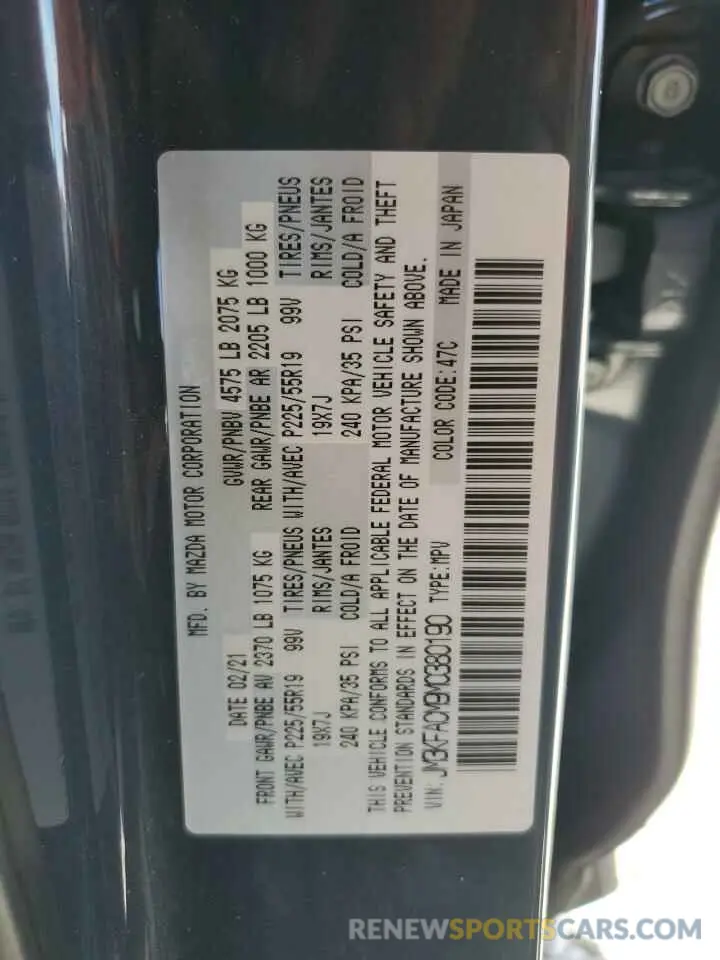 MFD. BY MAZDA MOTOR CORPORATION
DATE 02/21 GVWR/PNBV 4575 LB 2075 KG
FRONT GAWR/PNBE AV 2370 LB 1075 KG REAR GAWR/PNBE AR 2205 LB 1000 KG
WITH/AVEC P225/55R19 99V TIRES/PNEUS WITH/AVEC P225/55R19 99V TIRES/PNEUS
19X7J RIMS/JANTES 19X7J RIMS/JANTES
240 KPA/35 PSI COLD/A FROID 240 KPA/35 PSI COLD/A FROID
THIS VEHICLE CONFORMS TO ALL APPLICABLE FEDERAL MOTOR VEHICLE SAFETY AND THEFT
PREVENTION STANDARDS IN EFFECT ON THE DATE OF MANUFACTURE SHOWN ABOVE.
VIN: JM3KFACM9M0380190 TYPE:MPV COLOR CODE:47C MADE IN JAPAN
RENEWSPORTSCARS.COM